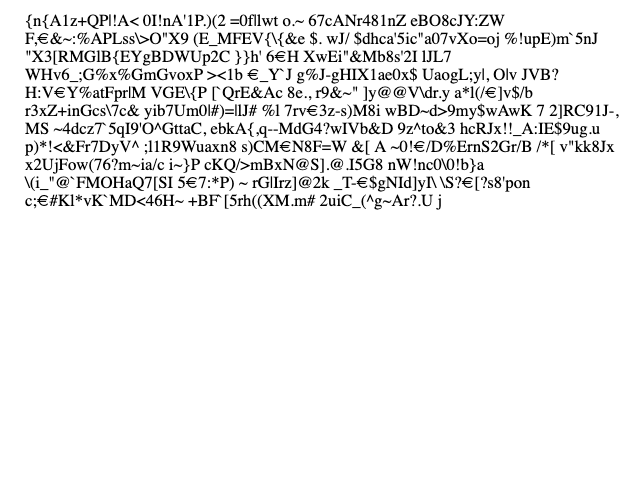 {n{A1z+QP|!!A< 0I!nA'1P.)(2 =0f|lwt o.~ 67cANr481nZ eBO8cJY:ZW
F,€&~:%APLss\>O"X9 (E_MFEV{\{&e $. wJ/ $dhca'5ic"a07vXo=oj %!upE)m`5nJ
"X3[RMG|B{EYgBDWUp2C }}h' 6€H XwEi"&Mb8s'2I lJL7
WHv6_;G%x%GmGvoxP ><1b €_Y`J g%J-gHIX1ae0x$ UaogL;y|, O|v JVB?
H:V€Y%atFpr|M VGE\{P [`QrE&Ac 8e., r9&~" ]y@@V\dr.y a*l(/€]v$/b
r3xZ+inGcs\7c& yib7Um0|#)=|lJ# %l 7rv€3z-s)M8i wBD~d>9my$wAwK 7 2]RC91J-,
MS ~4dcz7`5qI9'O^GttaC, ebkA{,q--MdG4?wIVb&D 9z^to&3 hcRJx!!_A:IE$9ug.u
p)*!<&Fr7DyV^ ;l1R9Wuaxn8 s)CM€N8F=W &[ A ~0!€/D%ErnS2Gr/B /*[ v"kk8Jx
x2UjFow(76?m~ia/c i~}P cKQ/>mBxN@S].@.I5G8 nW!nc0\0!b}a
\(i_"@`FMOHaQ7[SI 5€7:*P) ~ rG|Irz]@2k _T-€$gNId]yI\ \S?€[?s8'pon
c;€#Kl*vK`MD<46H~ +BF`[5rh((XM.m# 2uiC_(^g~Ar?.U j